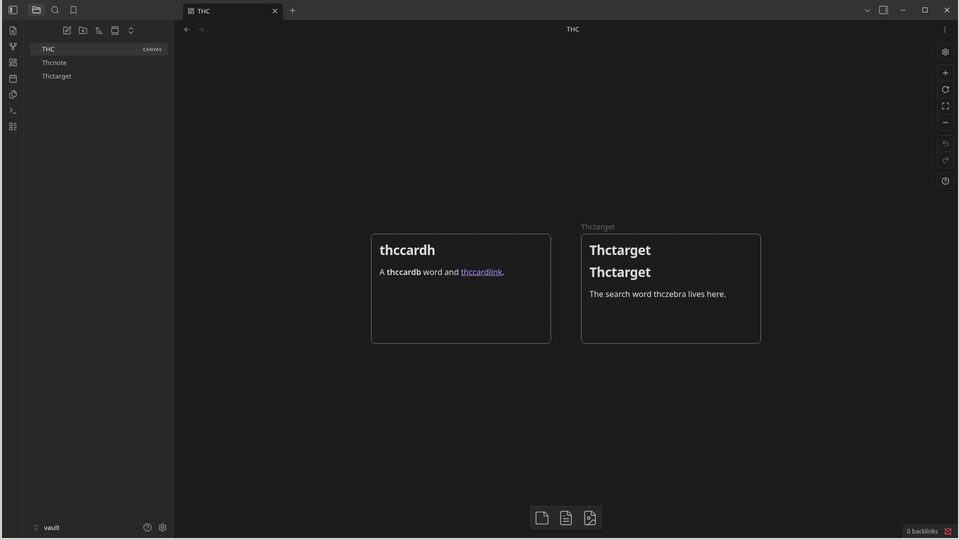 THC
THC
THC CANVAS
Thcnote
Thctarget
Thctarget
thccardh
A thccardb word and thccardlink.
Thctarget
Thctarget
The search word thczebra lives here.
vault
0 backlinks